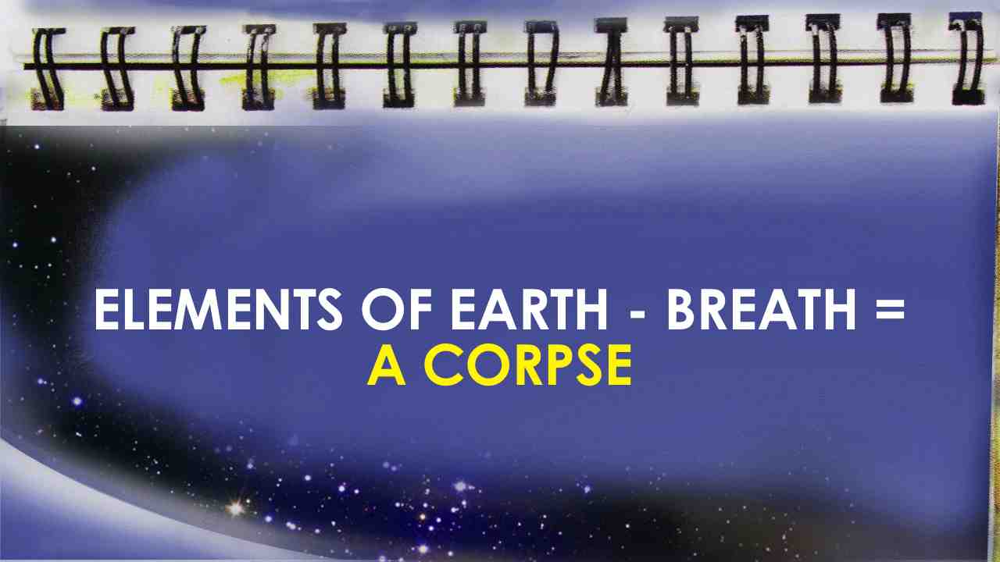 ELEMENTS OF EARTH - BREATH =
A CORPSE